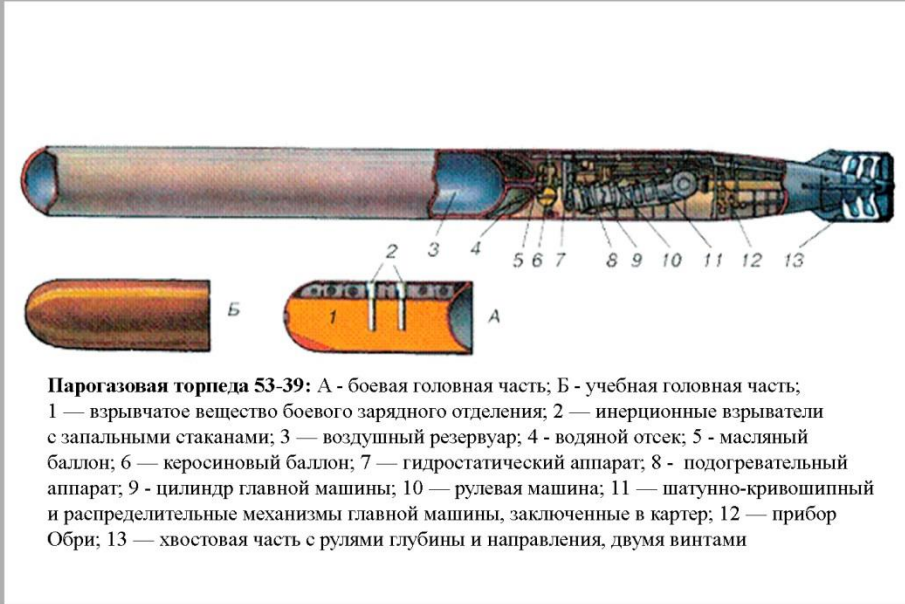 3 4 5 6 7 8 9 10 11 12 13
2
Б 1 А
Парогазовая торпеда 53-39: А - боевая головная часть; Б - учебная головная часть;
1 — взрывчатое вещество боевого зарядного отделения; 2 — инерционные взрыватели
с запальными стаканами; 3 — воздушный резервуар; 4 - водяной отсек; 5 - масляный
баллон; 6 — керосиновый баллон; 7 — гидростатический аппарат; 8 - подогревательный
аппарат; 9 - цилиндр главной машины; 10 — рулевая машина; 11 — шатунно-кривошипный
и распределительные механизмы главной машины, заключенные в картер; 12 — прибор
Обри; 13 — хвостовая часть с рулями глубины и направления, двумя винтами